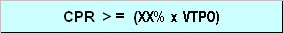 CPR > = (XX% x VTPO)